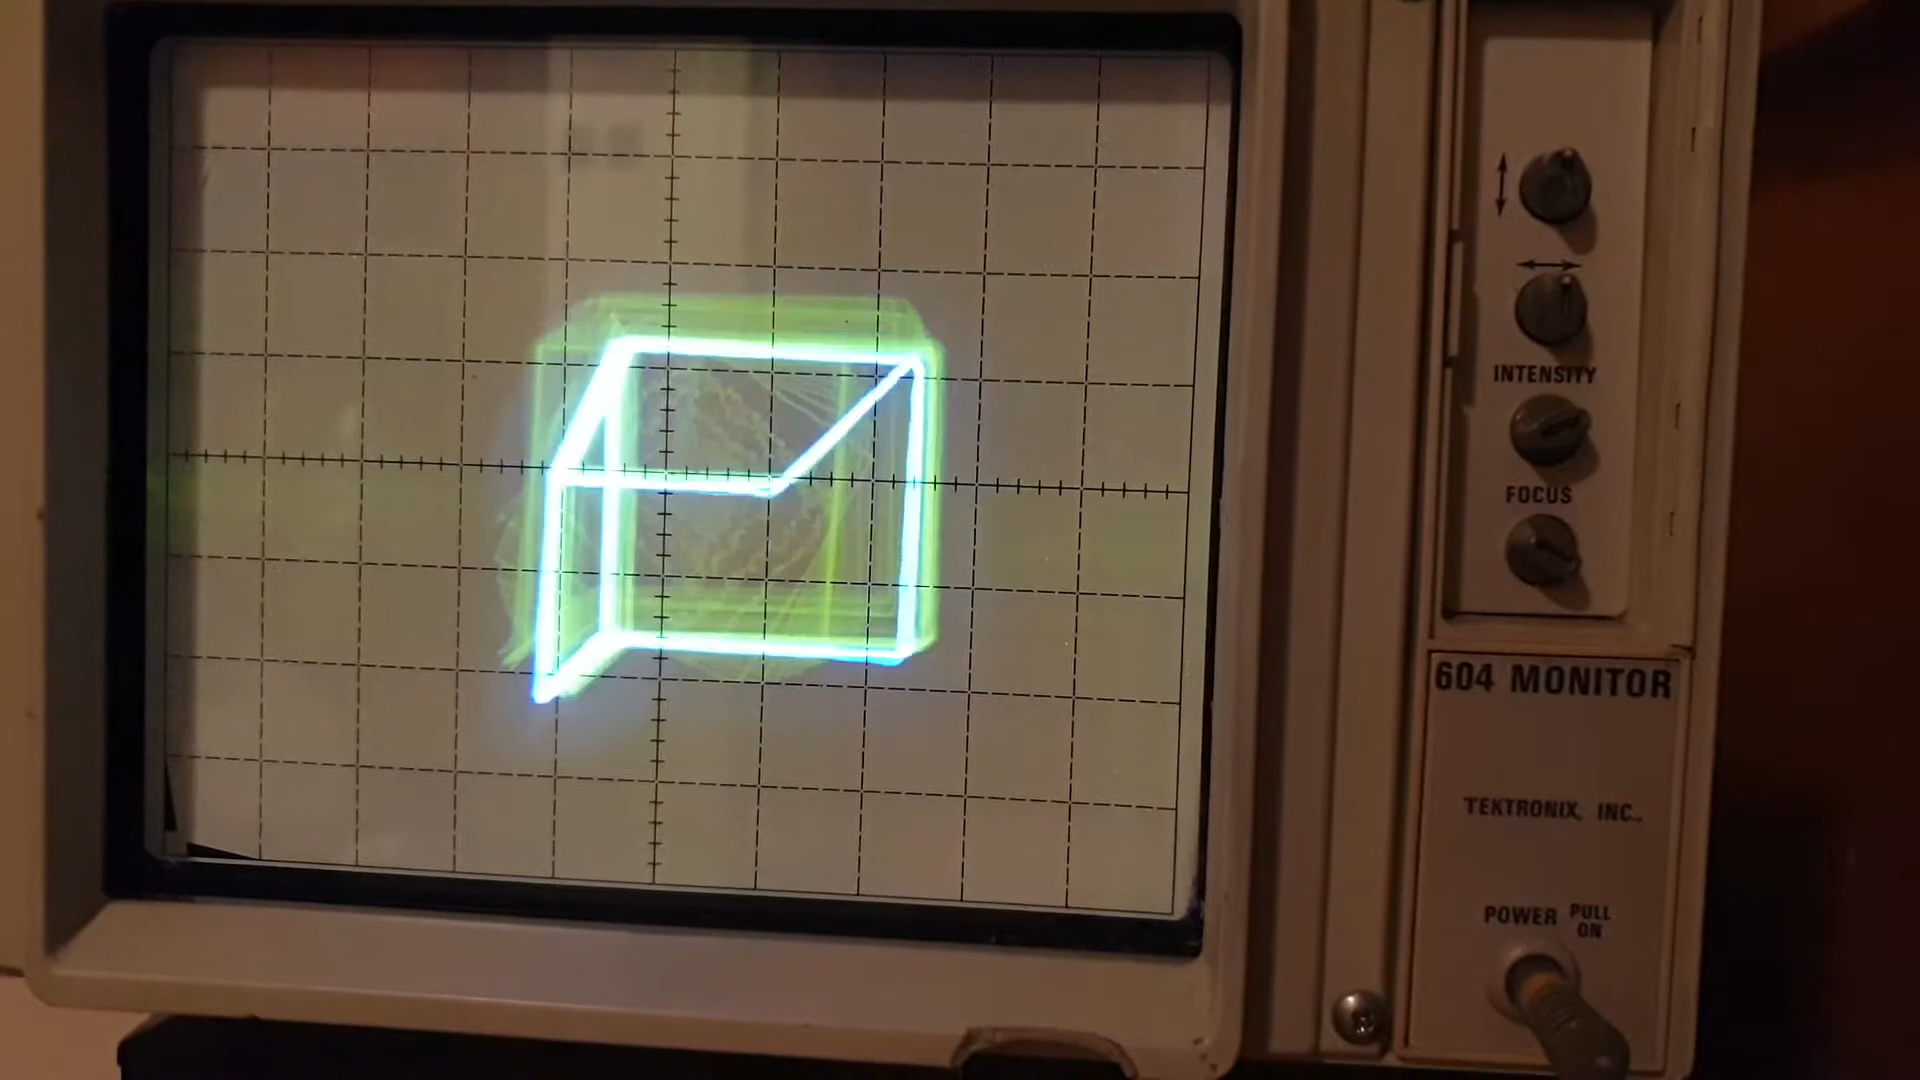 INTENSITY
FOCUS
604 MONITOR
TEKTRONIX, INC.
POWER PULL
ON